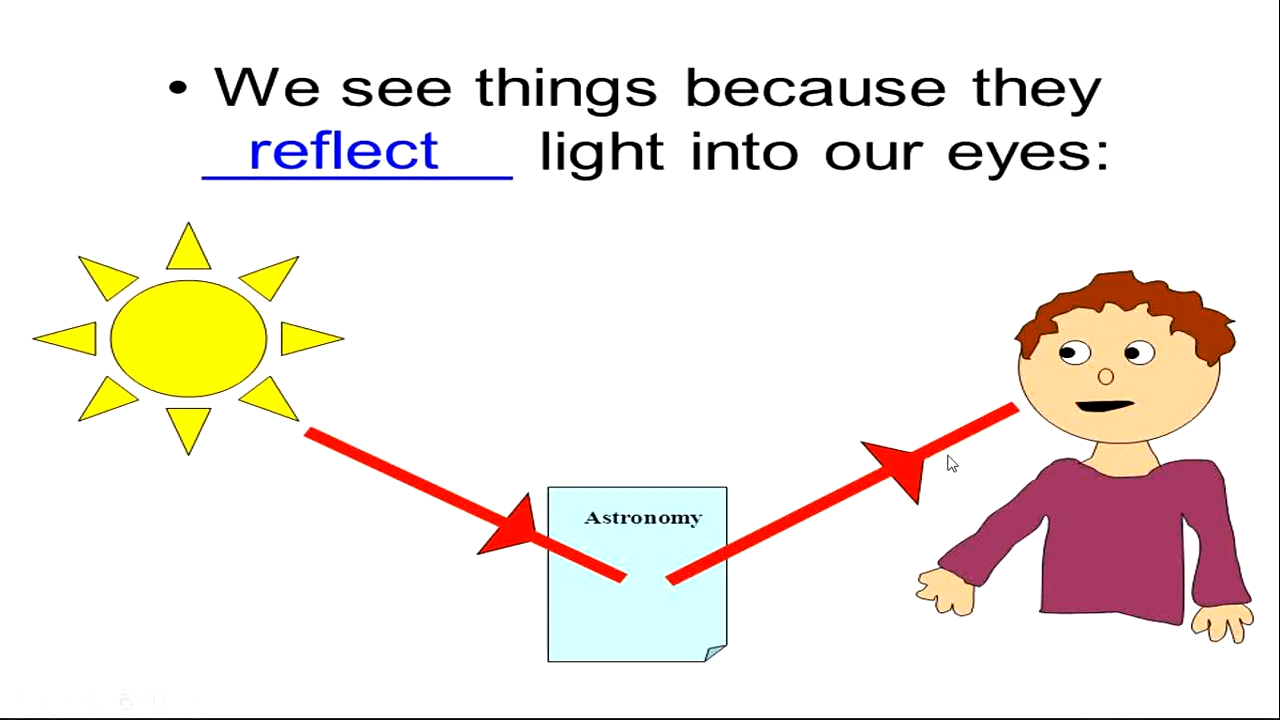 • We see things because they
reflect light into our eyes:
Astronomy